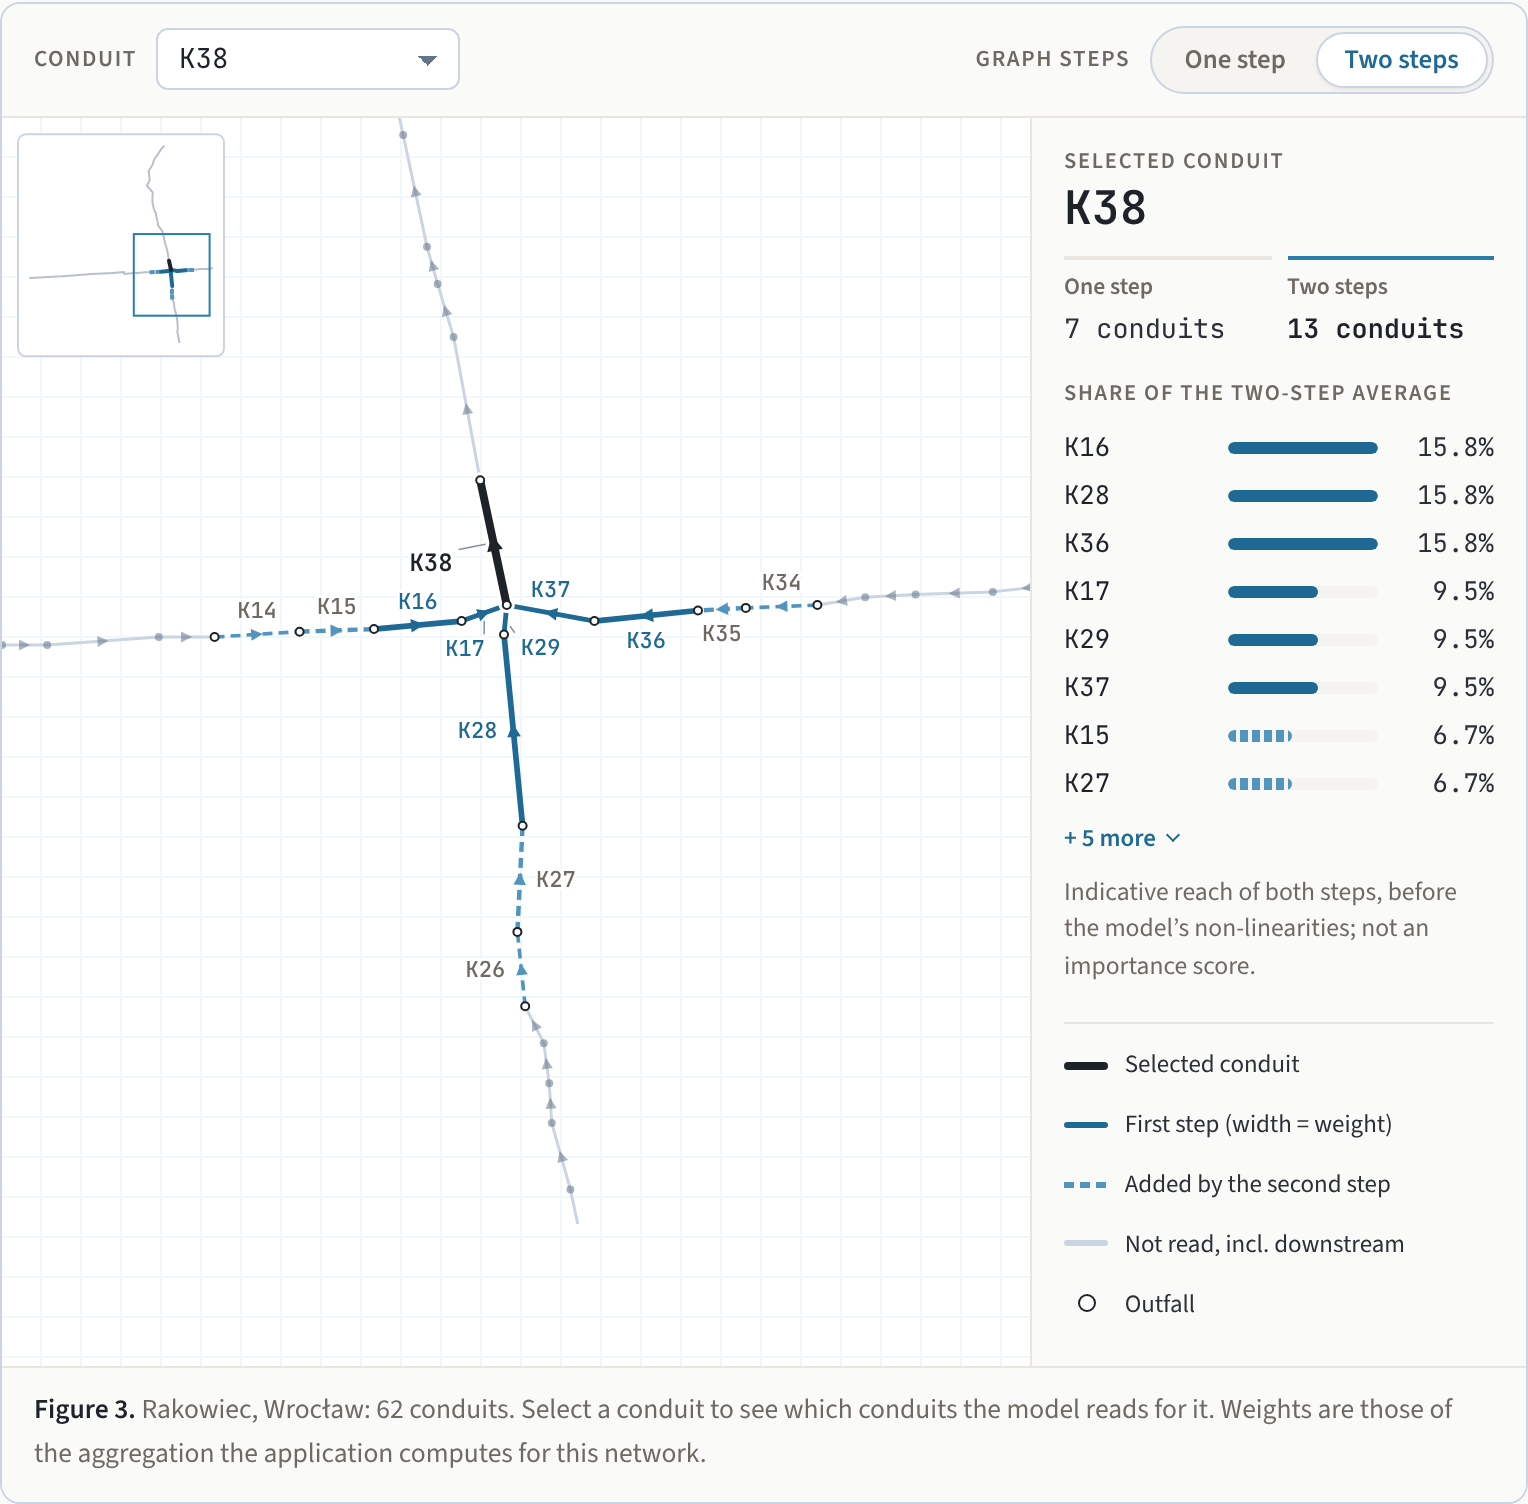 CONDUIT
K38
GRAPH STEPS
One step
Two steps
K38
K37
K34
K14
K15
K16
K17
K29
K36
K35
K28
K27
K26
SELECTED CONDUIT
K38
One step
7 conduits
Two steps
13 conduits
SHARE OF THE TWO-STEP AVERAGE
K16 15.8%
K28 15.8%
K36 15.8%
K17 9.5%
K29 9.5%
K37 9.5%
K15 6.7%
K27 6.7%
+ 5 more
Indicative reach of both steps, before
the model’s non-linearities; not an
importance score.
Selected conduit
First step (width = weight)
Added by the second step
Not read, incl. downstream
Outfall
Figure 3. Rakowiec, Wrocław: 62 conduits. Select a conduit to see which conduits the model reads for it. Weights are those of
the aggregation the application computes for this network.